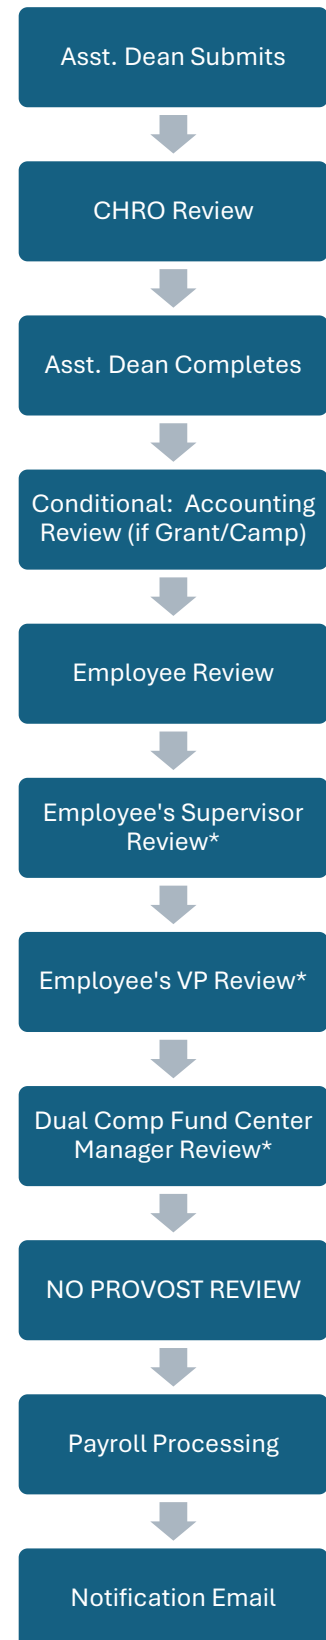 Asst. Dean Submits
CHRO Review
Asst. Dean Completes
Conditional:  Accounting
Review (if Grant/Camp)
Employee Review
Employee's Supervisor
Review*
Employee's VP Review*
Dual Comp Fund Center
Manager Review*
NO PROVOST REVIEW
Payroll Processing
Notification Email